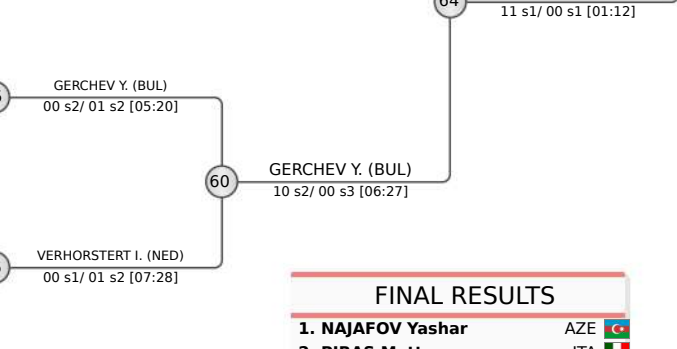 64
11 s1/ 00 s1 [01:12]
GERCHEV Y. (BUL)
00 s2/ 01 s2 [05:20]
60
GERCHEV Y. (BUL)
10 s2/ 00 s3 [06:27]
VERHORSTERT I. (NED)
00 s1/ 01 s2 [07:28]
FINAL RESULTS
1. NAJAFOV Yashar AZE